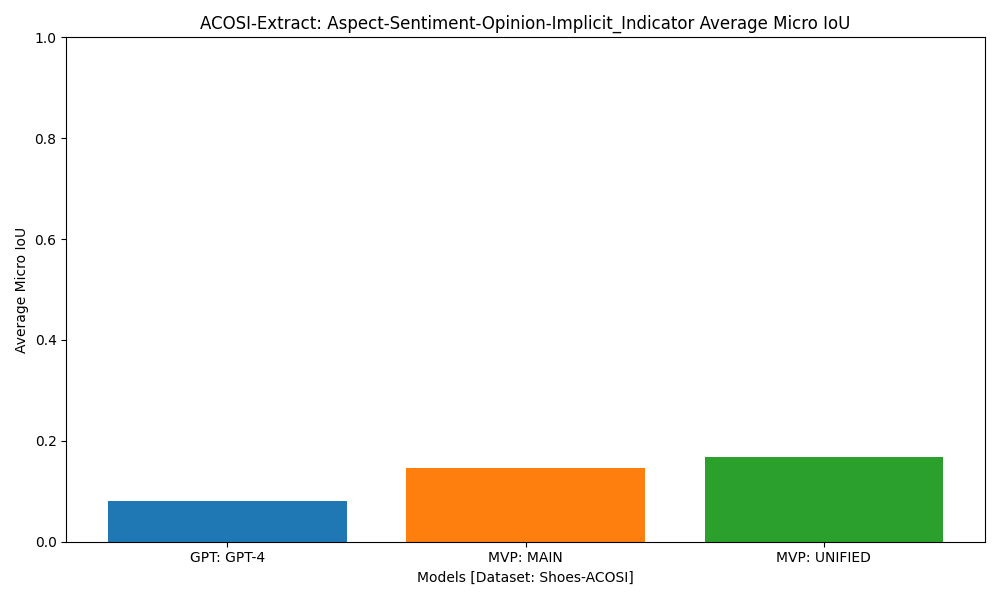 ACOSI-Extract: Aspect-Sentiment-Opinion-Implicit_Indicator Average Micro IoU
Average Micro IoU
1.0
0.8
0.6
0.4
0.2
0.0
GPT: GPT-4
MVP: MAIN
MVP: UNIFIED
Models [Dataset: Shoes-ACOSI]